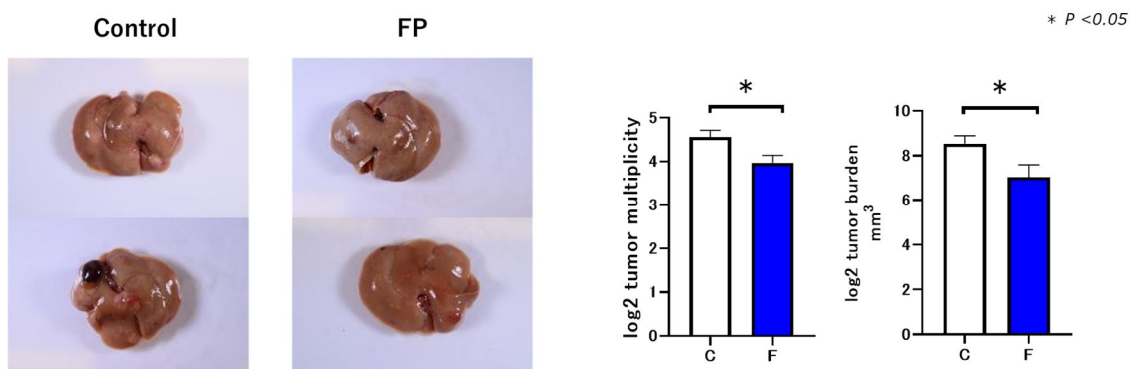 Control
FP
* P <0.05
*
log2 tumor multiplicity
5
4
3
2
1
0
C
F
*
log2 tumor burden
mm³
10
8
6
4
2
0
C
F